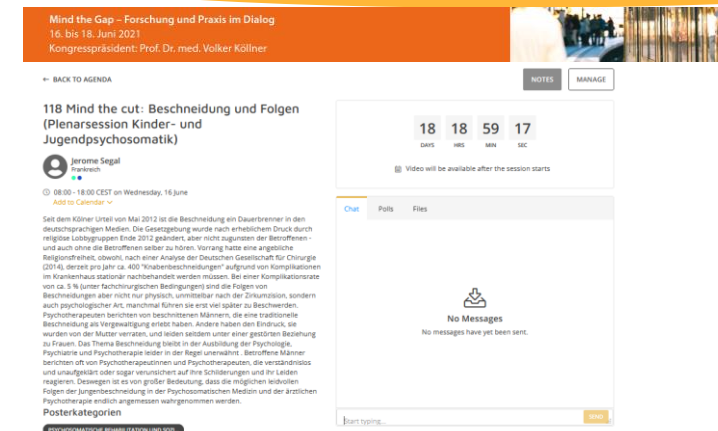 Mind the Gap – Forschung und Praxis im Dialog
16. bis 18. Juni 2021
Kongresspräsident: Prof. Dr. med. Volker Köllner
← BACK TO AGENDA
NOTES
MANAGE
118 Mind the cut: Beschneidung und Folgen
(Plenarsession Kinder- und
Jugendpsychosomatik)
Jerome Segal
Frankreich
08:00 - 18:00 CEST on Wednesday, 16 June
Add to Calendar
Seit dem Kölner Urteil von Mai 2012 ist die Beschneidung ein Dauerbrenner in den
deutschsprachigen Medien. Die Gesetzgebung wurde nach erheblichem Druck durch
religiöse Lobbygruppen Ende 2012 geändert, aber nicht zugunsten der Betroffenen -
und auch ohne die Betroffenen selber zu hören. Vorrang hatte eine angebliche
Religionsfreiheit, obwohl, nach einer Analyse der Deutschen Gesellschaft für Chirurgie
(2014), derzeit pro Jahr ca. 400 "Knabenbeschneidungen" aufgrund von Komplikationen
im Krankenhaus stationär nachbehandelt werden müssen. Bei einer Komplikationsrate
von ca. 5 % (unter fachchirurgischen Bedingungen) sind die Folgen von
Beschneidungen aber nicht nur physisch, unmittelbar nach der Zirkumzision, sondern
auch psychologischer Art, manchmal führen sie erst viel später zu Beschwerden.
Psychotherapeuten berichten von beschnittenen Männern, die eine traditionelle
Beschneidung als Vergewaltigung erlebt haben. Andere haben den Eindruck, sie
wurden von der Mutter verraten, und leiden seitdem unter einer gestörten Beziehung
zu Frauen. Das Thema Beschneidung bleibt in der Ausbildung der Psychologie,
Psychiatrie und Psychotherapie leider in der Regel unerwähnt . Betroffene Männer
berichten oft von Psychotherapeutinnen und Psychotherapeuten, die verständnislos
und unaufgeklärt oder sogar verunsichert auf ihre Schilderungen und ihr Leiden
reagieren. Deswegen ist es von großer Bedeutung, dass die möglichen leidvollen
Folgen der Jungenbeschneidung in der Psychosomatischen Medizin und der ärztlichen
Psychotherapie endlich angemessen wahrgenommen werden.
Posterkategorien
PSYCHOSOMATISCHE REHABILITATION UND SOZI...
18 18 59 17
DAYS HRS MIN SEC
Video will be available after the session starts
Chat Polls Files
No Messages
No messages have yet been sent.
Start typing...
SEND